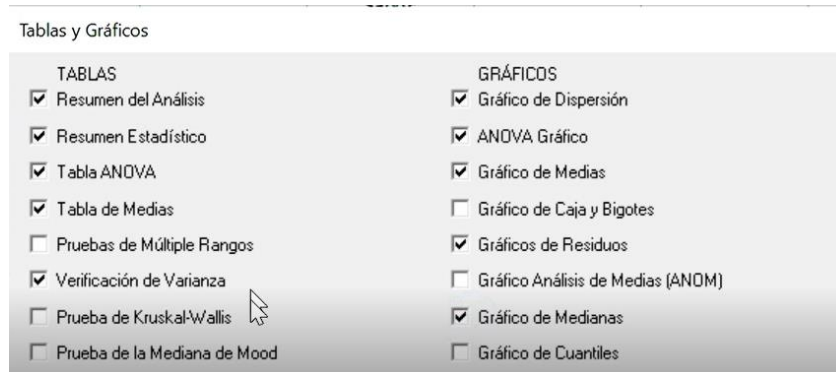 Tablas y Gráficos
TABLAS
Resumen del Análisis
Resumen Estadístico
Tabla ANOVA
Tabla de Medias
Pruebas de Múltiple Rangos
Verificación de Varianza
Prueba de Kruskal-Wallis
Prueba de la Mediana de Mood
GRÁFICOS
Gráfico de Dispersión
ANOVA Gráfico
Gráfico de Medias
Gráfico de Caja y Bigotes
Gráficos de Residuos
Gráfico Análisis de Medias (ANOM)
Gráfico de Medianas
Gráfico de Cuantiles